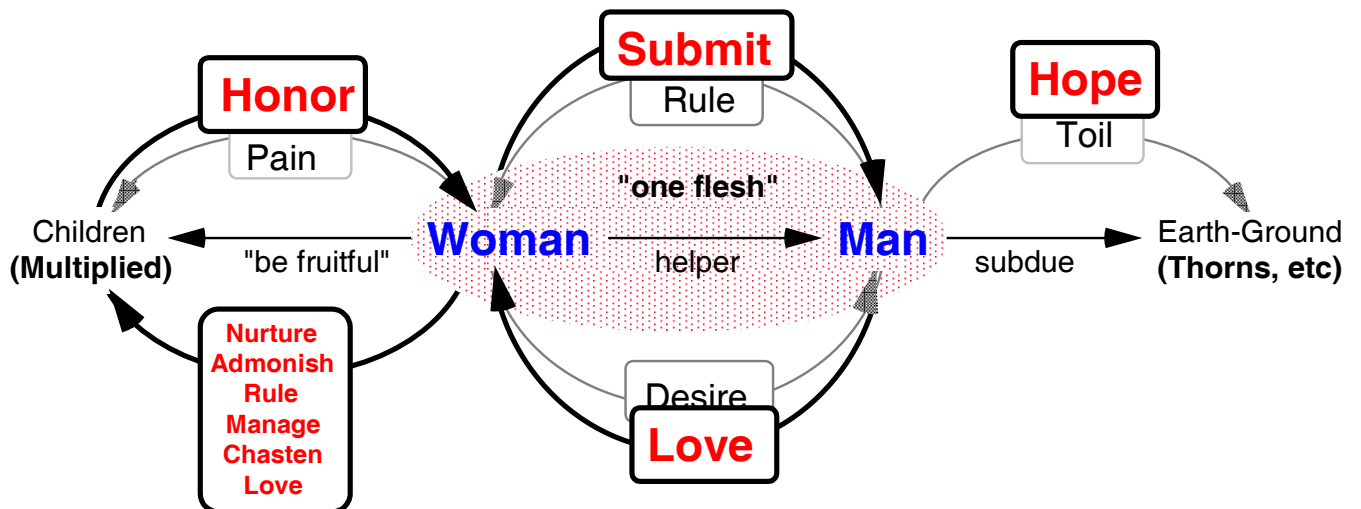 Submit
Rule
Honor
Pain
Hope
Toil
"one flesh"
Children
(Multiplied)
"be fruitful"
Woman
helper
Man
subdue
Earth-Ground
(Thorns, etc)
Nurture
Admonish
Rule
Manage
Chasten
Love
Desire
Love